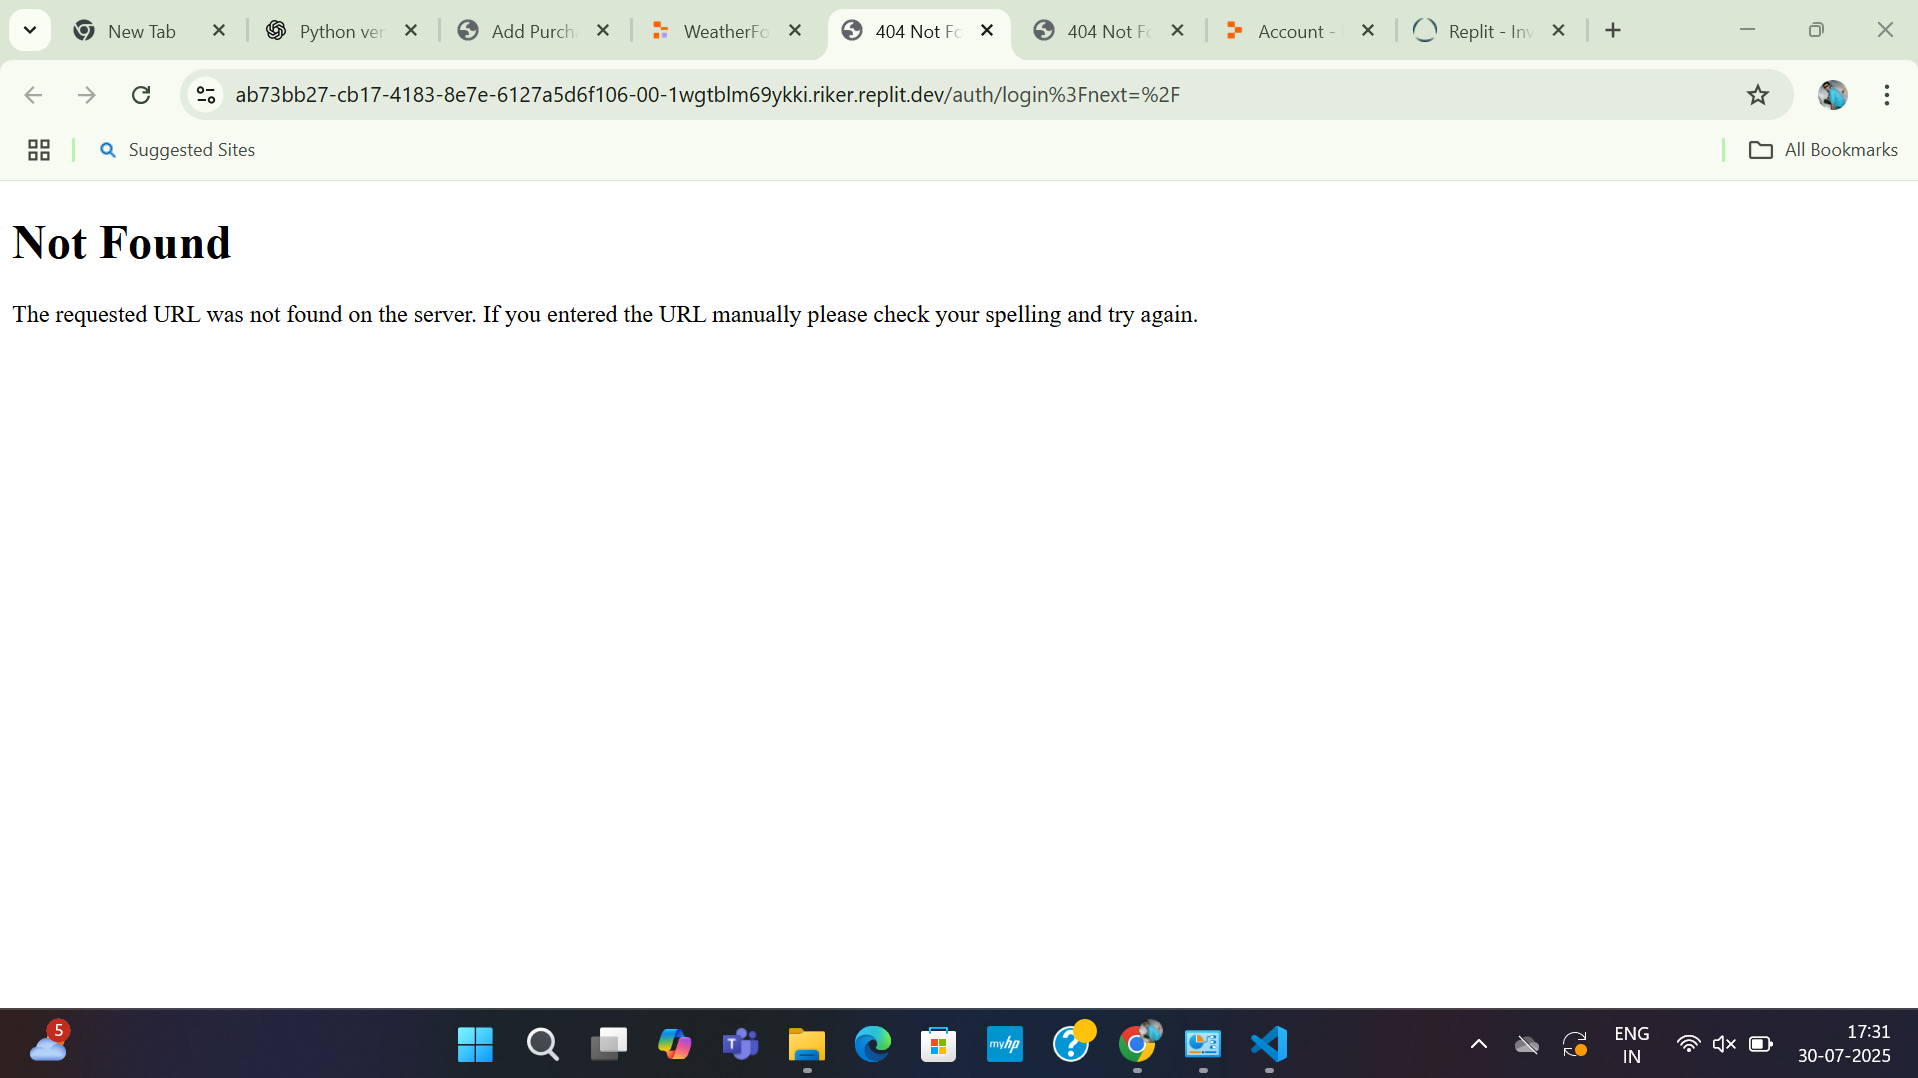 New Tab
Python ver
Add Purch
WeatherFo
404 Not Fo
404 Not Fo
Account -
Replit - Inv
ab73bb27-cb17-4183-8e7e-6127a5d6f106-00-1wgtblm69ykki.riker.replit.dev/auth/login%3Fnext=%2F
Suggested Sites
All Bookmarks
Not Found
The requested URL was not found on the server. If you entered the URL manually please check your spelling and try again.
5
myhp
ENG
IN
17:31
30-07-2025